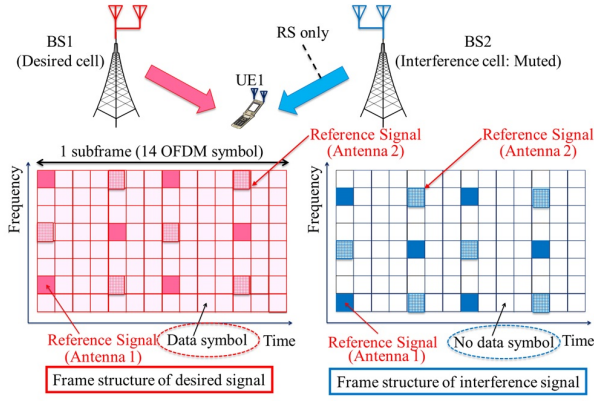 BS1
(Desired cell)
RS only
BS2
(Interference cell: Muted)
UE1
Reference Signal
(Antenna 2)
Reference Signal
(Antenna 2)
1 subframe (14 OFDM symbol)
Frequency
Frequency
Reference Signal
(Antenna 1)
Data symbol
Time
Reference Signal
(Antenna 1)
No data symbol
Time
Frame structure of desired signal
Frame structure of interference signal